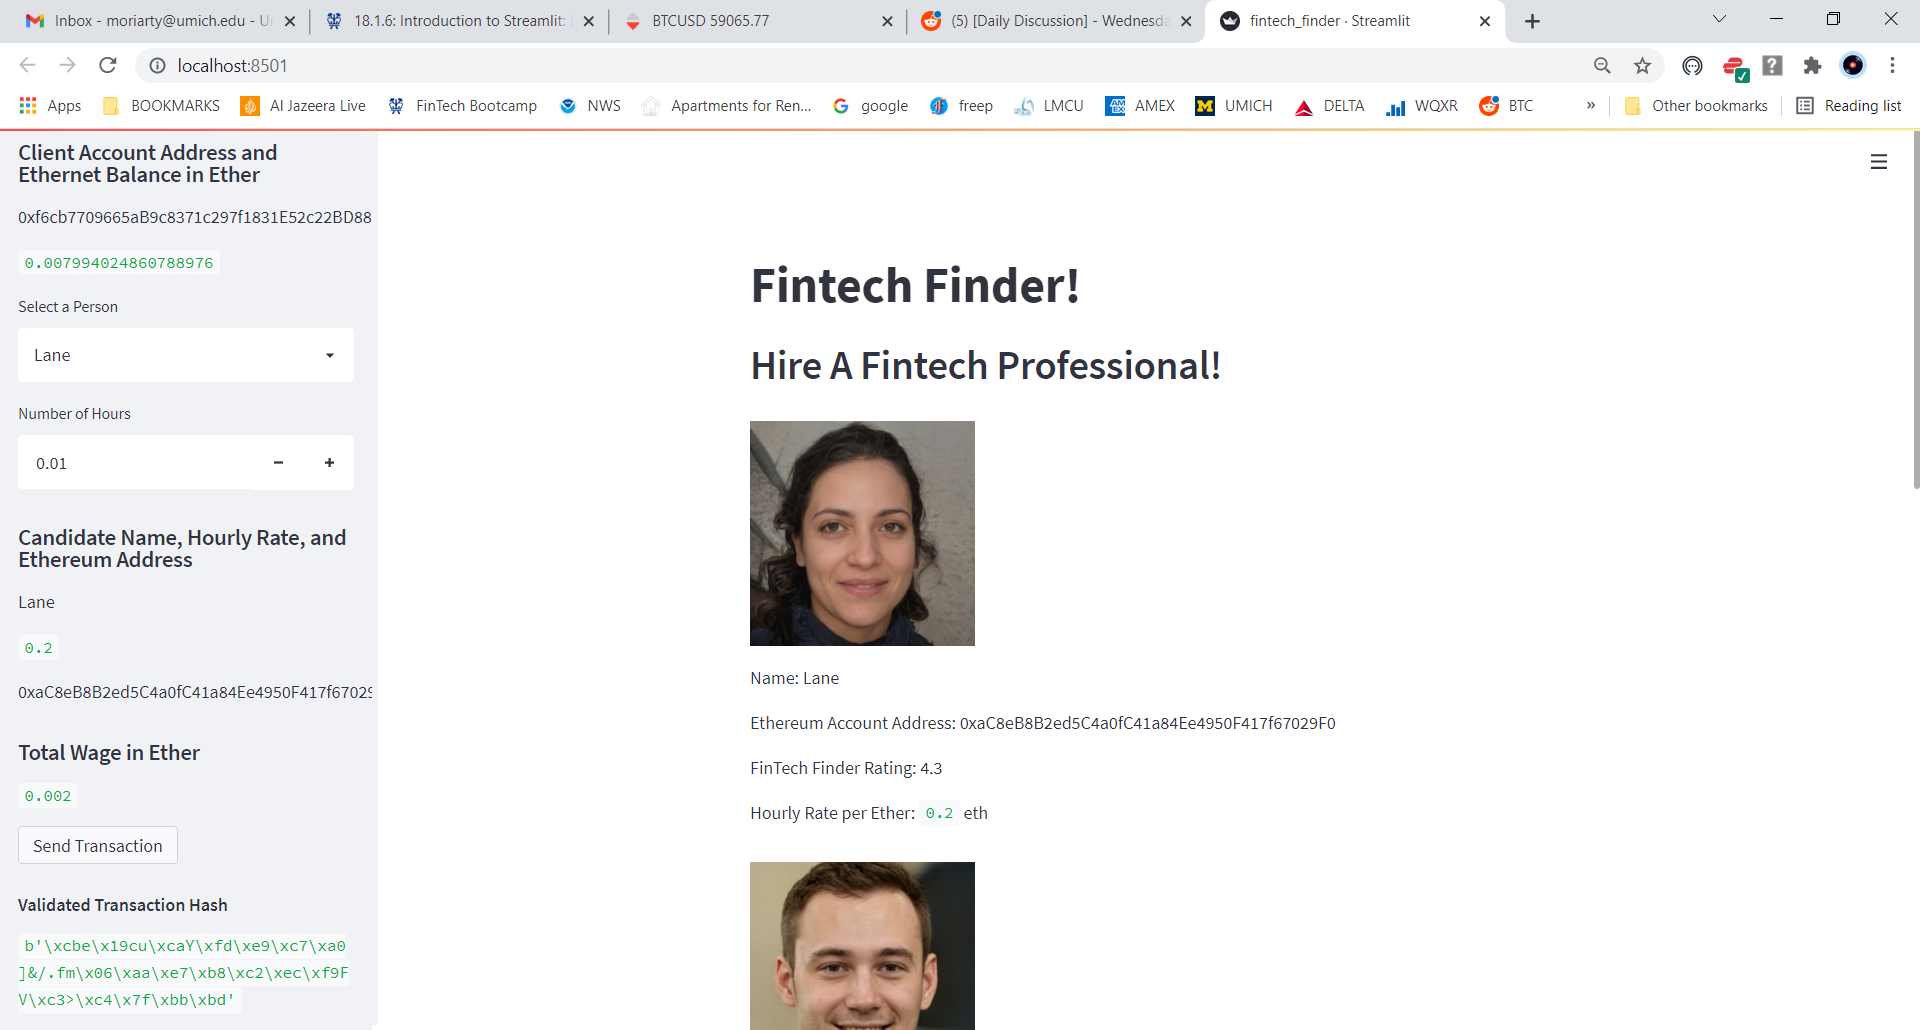 Inbox - moriarty@umich.edu - Ur
18.1.6: Introduction to Streamlit:
BTCUSD 59065.77
(5) [Daily Discussion] - Wednesda
fintech_finder · Streamlit
localhost:8501
Apps
BOOKMARKS
Al Jazeera Live
FinTech Bootcamp
NWS
Apartments for Ren...
google
freep
LMCU
AMEX
UMICH
DELTA
WQXR
BTC
»
Other bookmarks
Reading list
Client Account Address and
Ethernet Balance in Ether
0xf6cb7709665aB9c8371c297f1831E52c22BD88
0.007994024860788976
Select a Person
Lane
Number of Hours
0.01
Candidate Name, Hourly Rate, and
Ethereum Address
Lane
0.2
0xaC8eB8B2ed5C4a0fC41a84Ee4950F417f67029
Total Wage in Ether
0.002
Send Transaction
Validated Transaction Hash
b'\xcbe\x19cu\xcaY\xfd\xe9\xc7\xa0
]&/.fm\x06\xaa\xe7\xb8\xc2\xec\xf9F
V\xc3>\xc4\x7f\xbb\xbd'
Fintech Finder!
Hire A Fintech Professional!
Name: Lane
Ethereum Account Address: 0xaC8eB8B2ed5C4a0fC41a84Ee4950F417f67029F0
FinTech Finder Rating: 4.3
Hourly Rate per Ether: 0.2 eth